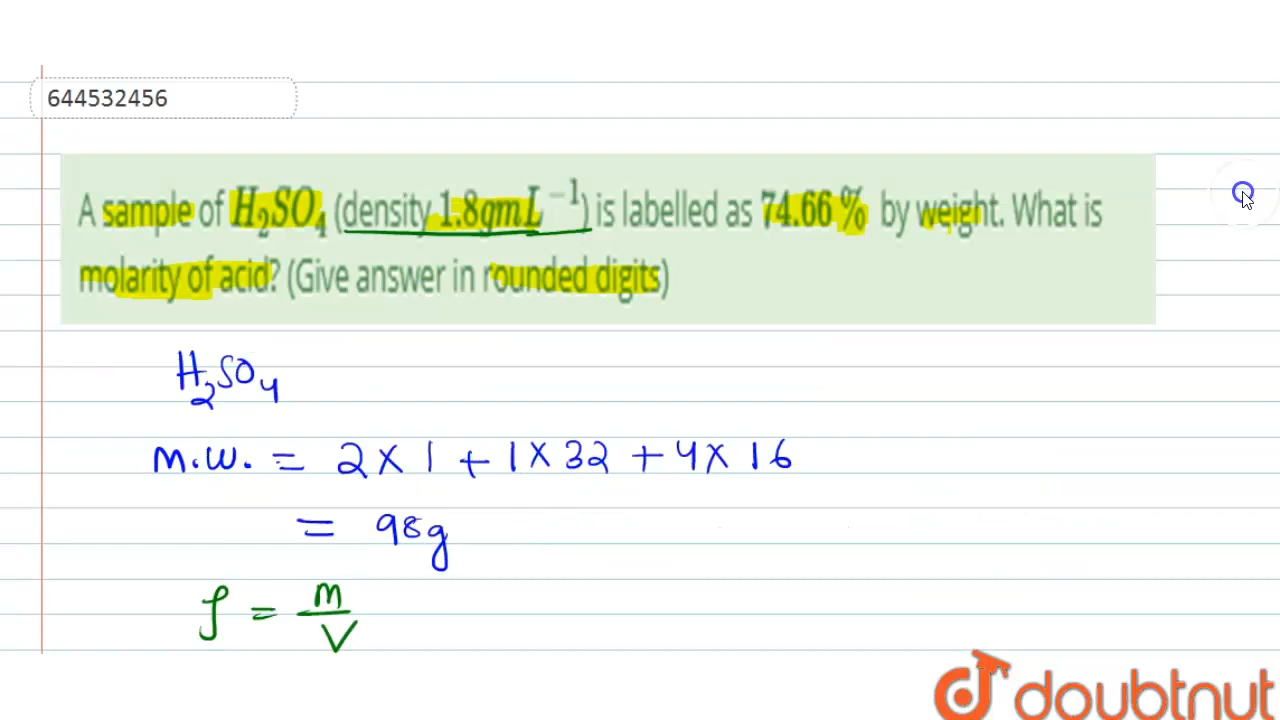 644532456
A sample of H₂SO₄ (density 1.8gmL⁻¹) is labelled as 74.66 % by weight. What is
molarity of acid? (Give answer in rounded digits)
H₂SO₄
M.W. = 2 × 1 + 1 × 32 + 4 × 16
= 98g
ρ = m/V
doubtnut